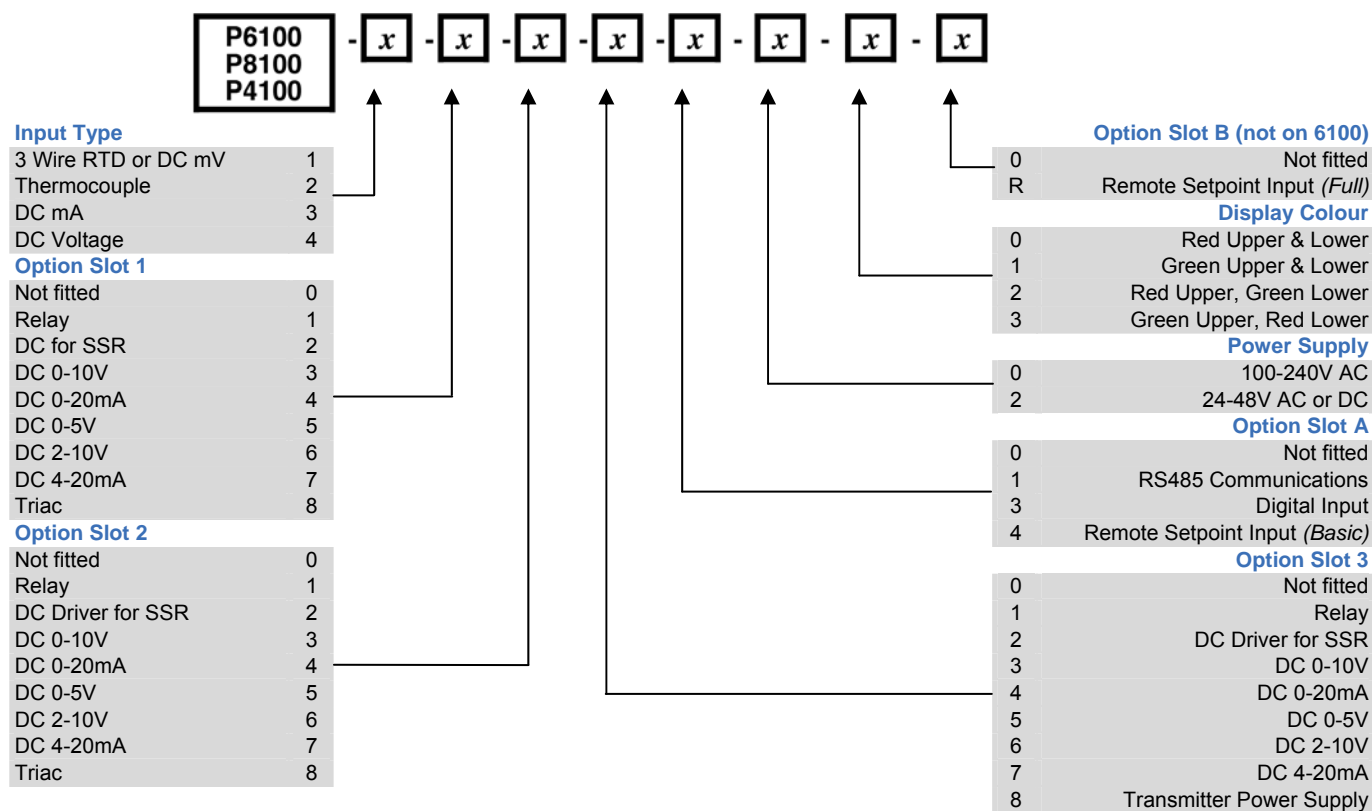 P6100 - x - x - x - x - x - x - x - x
P8100
P4100
Input Type
3 Wire RTD or DC mV 1
Thermocouple 2
DC mA 3
DC Voltage 4
Option Slot 1
Not fitted 0
Relay 1
DC for SSR 2
DC 0-10V 3
DC 0-20mA 4
DC 0-5V 5
DC 2-10V 6
DC 4-20mA 7
Triac 8
Option Slot 2
Not fitted 0
Relay 1
DC Driver for SSR 2
DC 0-10V 3
DC 0-20mA 4
DC 0-5V 5
DC 2-10V 6
DC 4-20mA 7
Triac 8
Option Slot B (not on 6100)
0 Not fitted
R Remote Setpoint Input (Full)
Display Colour
0 Red Upper & Lower
1 Green Upper & Lower
2 Red Upper, Green Lower
3 Green Upper, Red Lower
Power Supply
0 100-240V AC
2 24-48V AC or DC
Option Slot A
0 Not fitted
1 RS485 Communications
3 Digital Input
4 Remote Setpoint Input (Basic)
Option Slot 3
0 Not fitted
1 Relay
2 DC Driver for SSR
3 DC 0-10V
4 DC 0-20mA
5 DC 0-5V
6 DC 2-10V
7 DC 4-20mA
8 Transmitter Power Supply